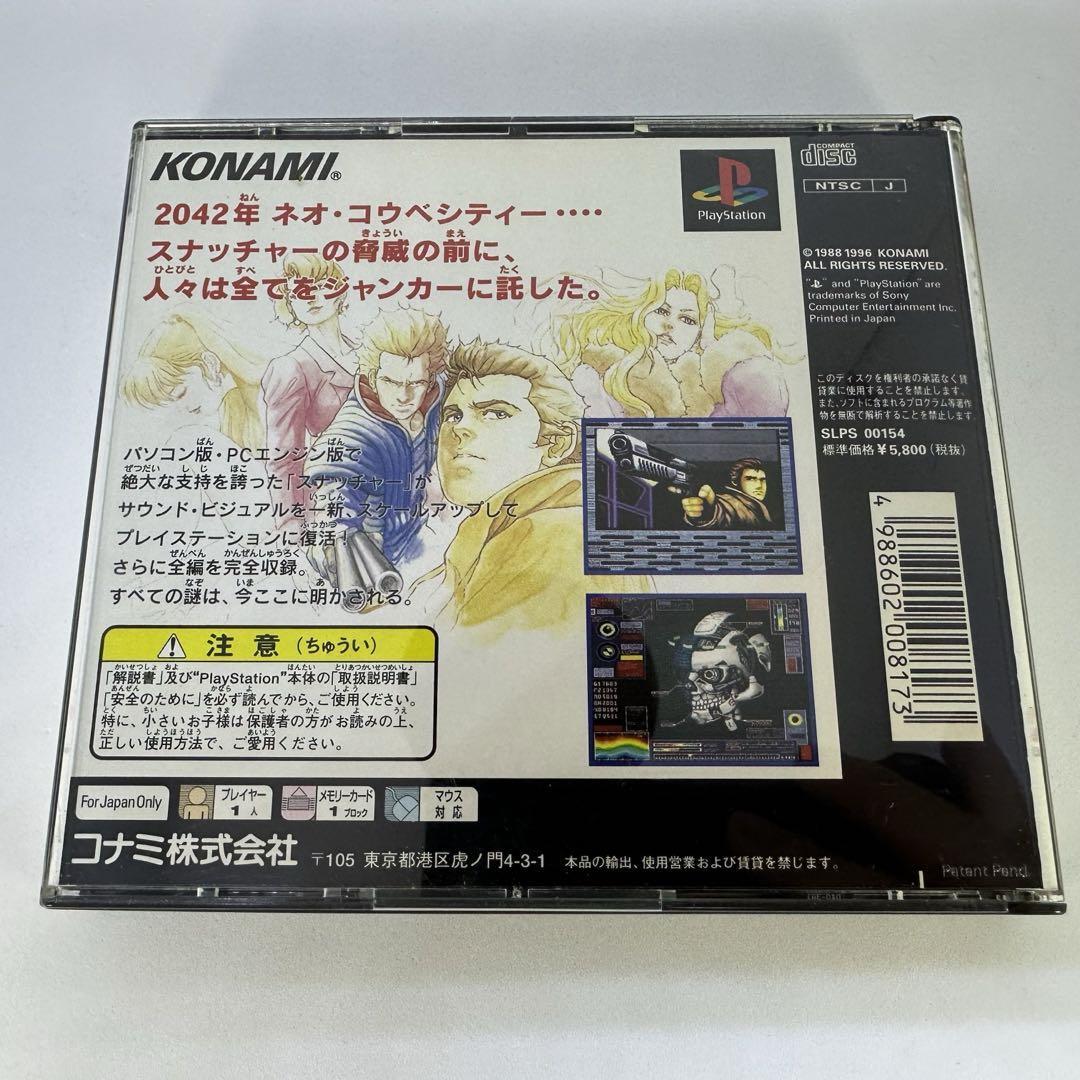 KONAMI®
2042年 ネオ・コウベシティー‥‥
スナッチャーの脅威の前に、
人々は全てをジャンカーに託した。
パソコン版・PCエンジン版で
絶大な支持を誇った「スナッチャー」が
サウンド・ビジュアルを一新、スケールアップして
プレイステーションに復活!
さらに全編を完全収録。
すべての謎は、今ここに明かされる。
注意(ちゅうい)
「解説書」及び“PlayStation”本体の「取扱説明書」
「安全のために」を必ず読んでから、ご使用ください。
特に、小さいお子様は保護者の方がお読みの上、
正しい使用方法で、ご愛用ください。
For Japan Only
プレイヤー
1人
メモリーカード
1ブロック
マウス
対応
コナミ株式会社 〒105 東京都港区虎ノ門4-3-1 本品の輸出、使用営業および賃貸を禁じます。
PlayStation
COMPACT
disc
NTSC J
©1988 1996 KONAMI
ALL RIGHTS RESERVED.
" " and "PlayStation" are
trademarks of Sony
Computer Entertainment Inc.
Printed in Japan
このディスクを権利者の承諾なく賃
貸業に使用することを禁止します。
また、ソフトに含まれるプログラム等著作
物を無断で解析することを禁止します。
SLPS 00154
標準価格¥5,800(税抜)
4 988602 008173
Patent Pend.